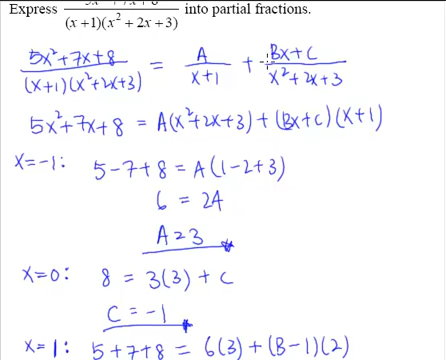 Express (x+1)(x² + 2x + 3) into partial fractions.
5x²+7x+8 / (x+1)(x²+2x+3) = A / x+1 + Bx+C / x²+2x+3
5x²+7x+8 = A(x²+2x+3) + (Bx+C)(x+1)
x=-1: 5-7+8 = A(1-2+3)
6 = 2A
A=3
x=0: 8 = 3(3) + C
C = -1
x=1: 5+7+8 = 6(3) + (B-1)(2)